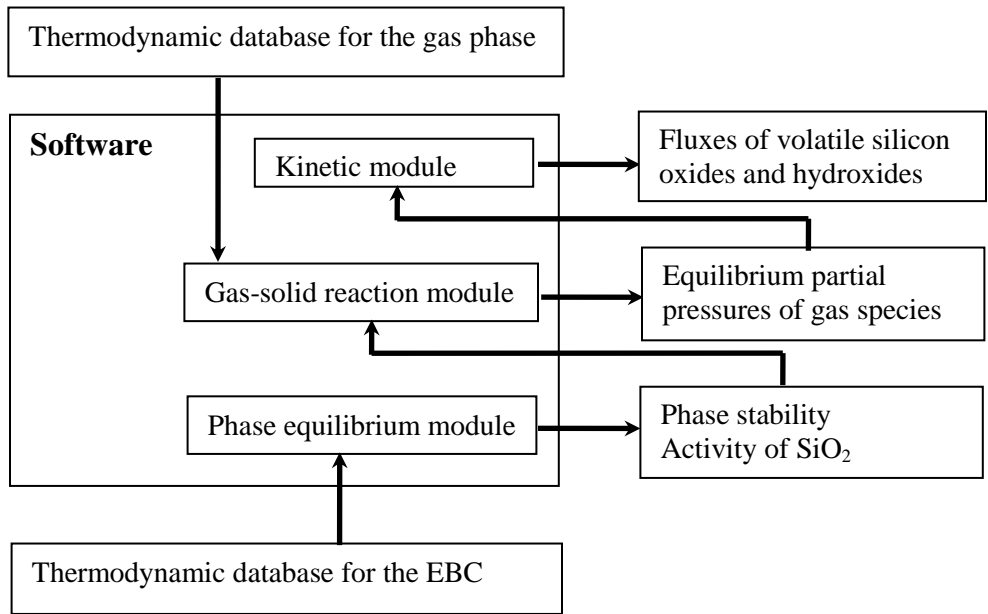 Thermodynamic database for the gas phase
Software
Kinetic module
Fluxes of volatile silicon
oxides and hydroxides
Gas-solid reaction module
Equilibrium partial
pressures of gas species
Phase equilibrium module
Phase stability
Activity of SiO₂
Thermodynamic database for the EBC